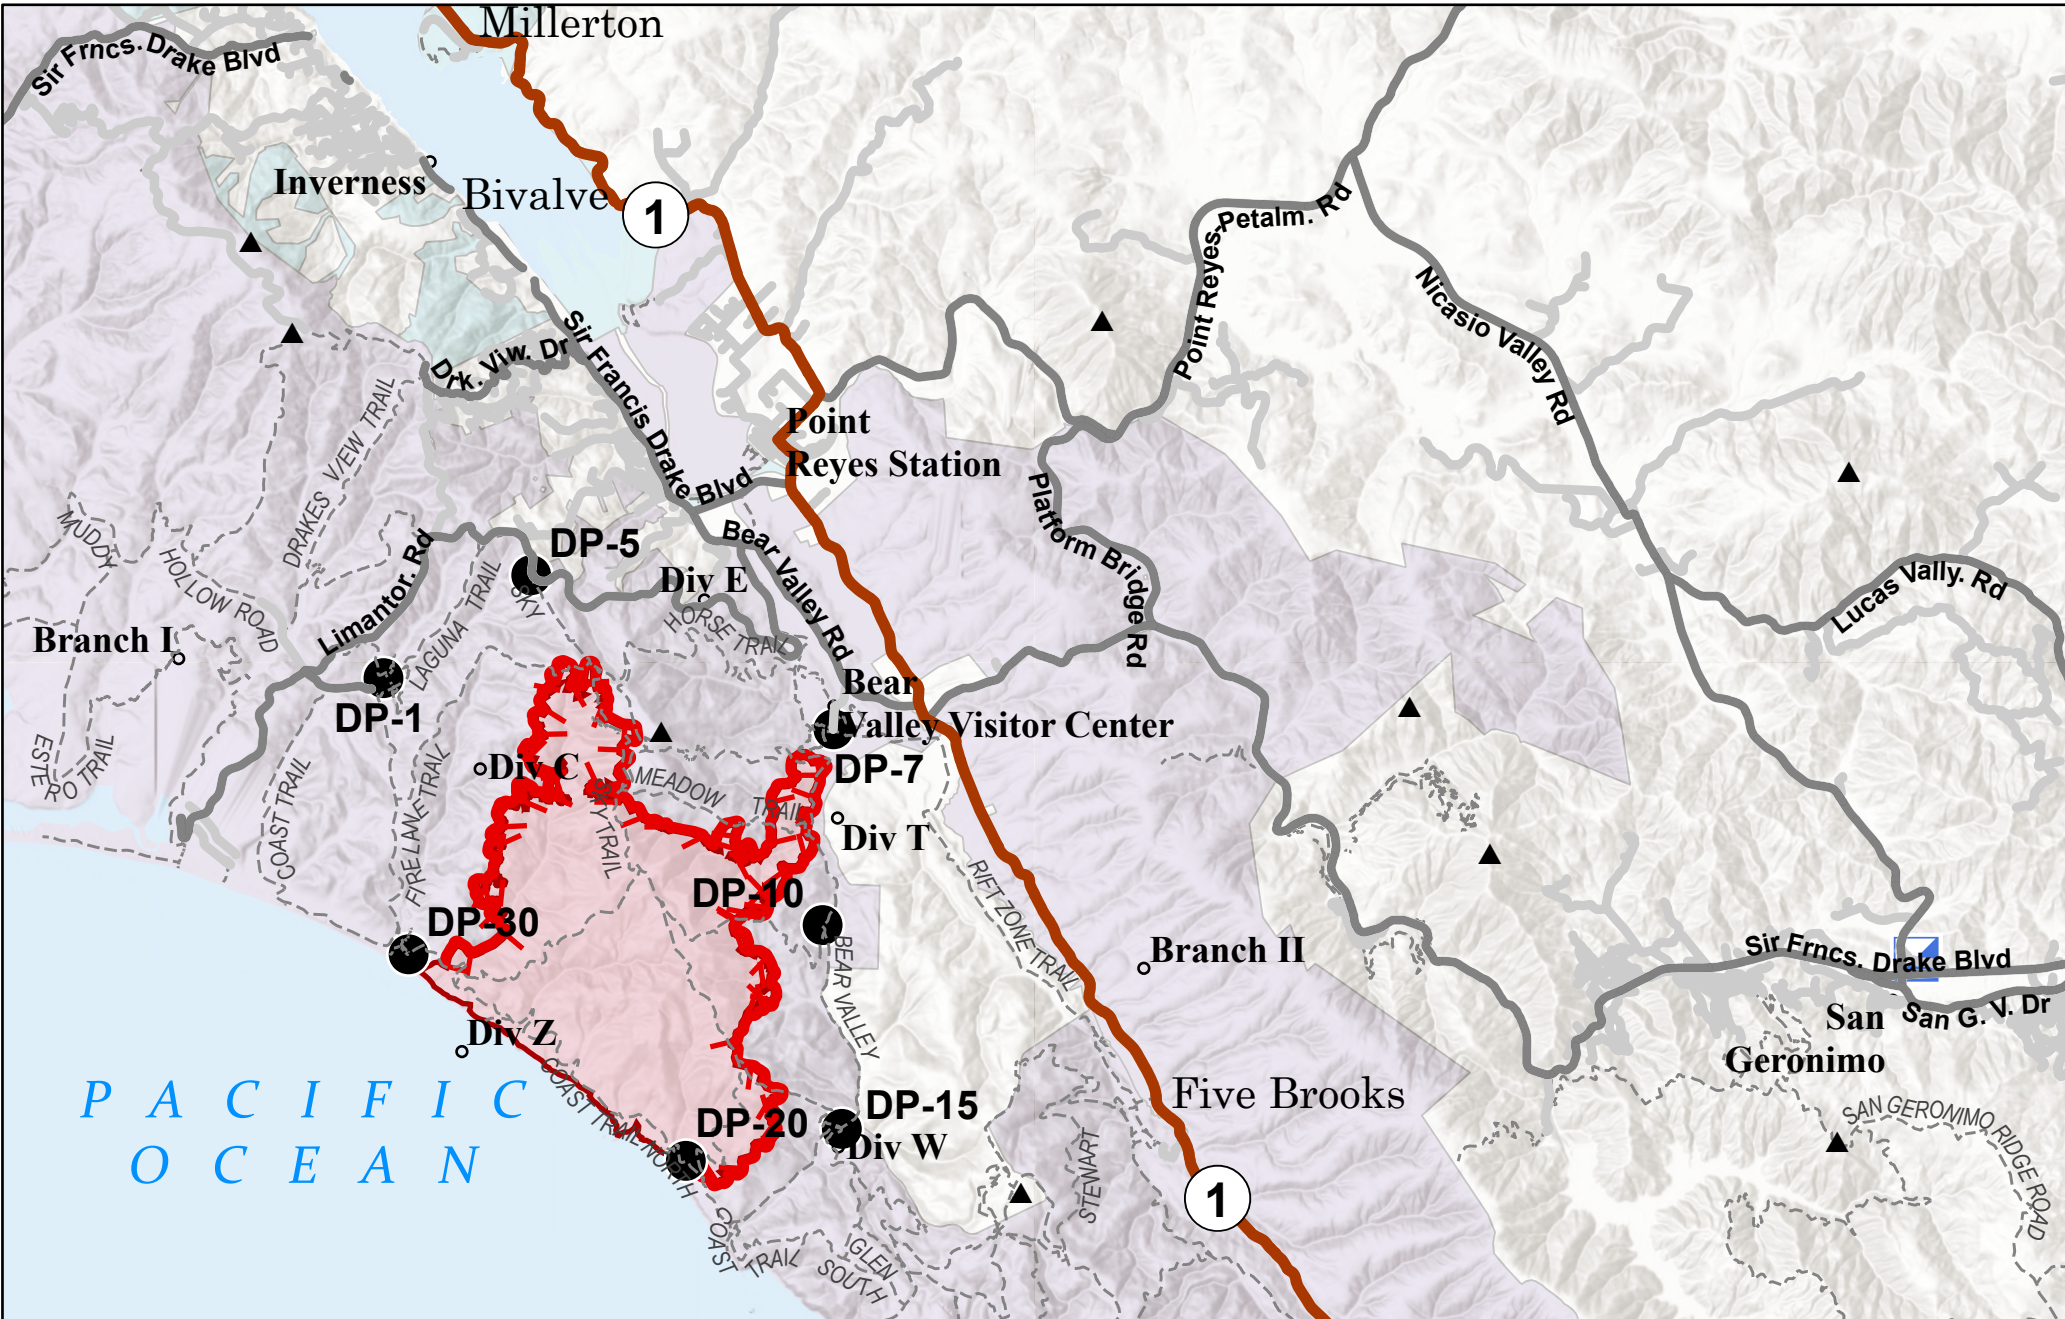 Millerton
Sir Frncs. Drake Blvd
Inverness
Bivalve
1
Point Reyes-Petalm. Rd
Nicasio Valley Rd
Sir Francis Drake Blvd
Drk. Viw. Dr
DRAKES VIEW TRAIL
Point
Reyes Station
Platform Bridge Rd
MUDDY
HOLLOW ROAD
Limantor. Rd
LAGUNA TRAIL
SKY
DP-5
Div E
HORSE TRAIL
Bear Valley Rd
Lucas Vally. Rd
Branch I
DP-1
Bear
Valley Visitor Center
DP-7
ESTERO TRAIL
COAST TRAIL
FIRE LANE TRAIL
Div C
SKY TRAIL
MEADOW TRAIL
Div T
DP-10
RIFT ZONE TRAIL
DP-30
BEAR VALLEY
Branch II
Sir Frncs. Drake Blvd
San G. V. Dr
San
Geronimo
Div Z
COAST TRAIL NORTH
PACIFIC
OCEAN
DP-20
DP-15
Div W
Five Brooks
STEWART
SAN GERONIMO RIDGE ROAD
1
COAST TRAIL SOUTH
GLEN